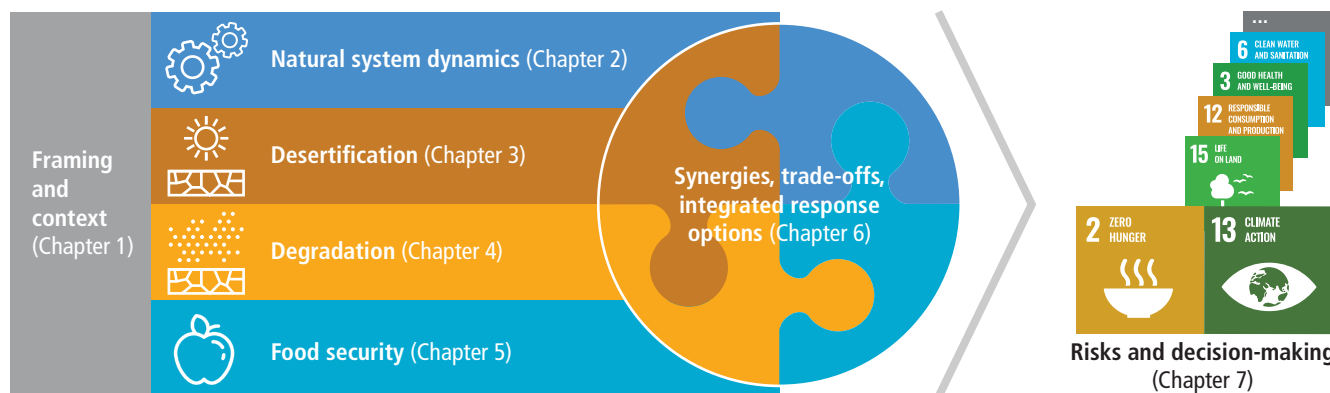 Framing
and
context
(Chapter 1)
Natural system dynamics (Chapter 2)
Desertification (Chapter 3)
Degradation (Chapter 4)
Food security (Chapter 5)
Synergies, trade-offs,
integrated response
options (Chapter 6)
...
6 CLEAN WATER
AND SANITATION
3 GOOD HEALTH
AND WELL-BEING
12 RESPONSIBLE
CONSUMPTION
AND PRODUCTION
15 LIFE
ON LAND
2 ZERO
HUNGER
13 CLIMATE
ACTION
Risks and decision-making
(Chapter 7)